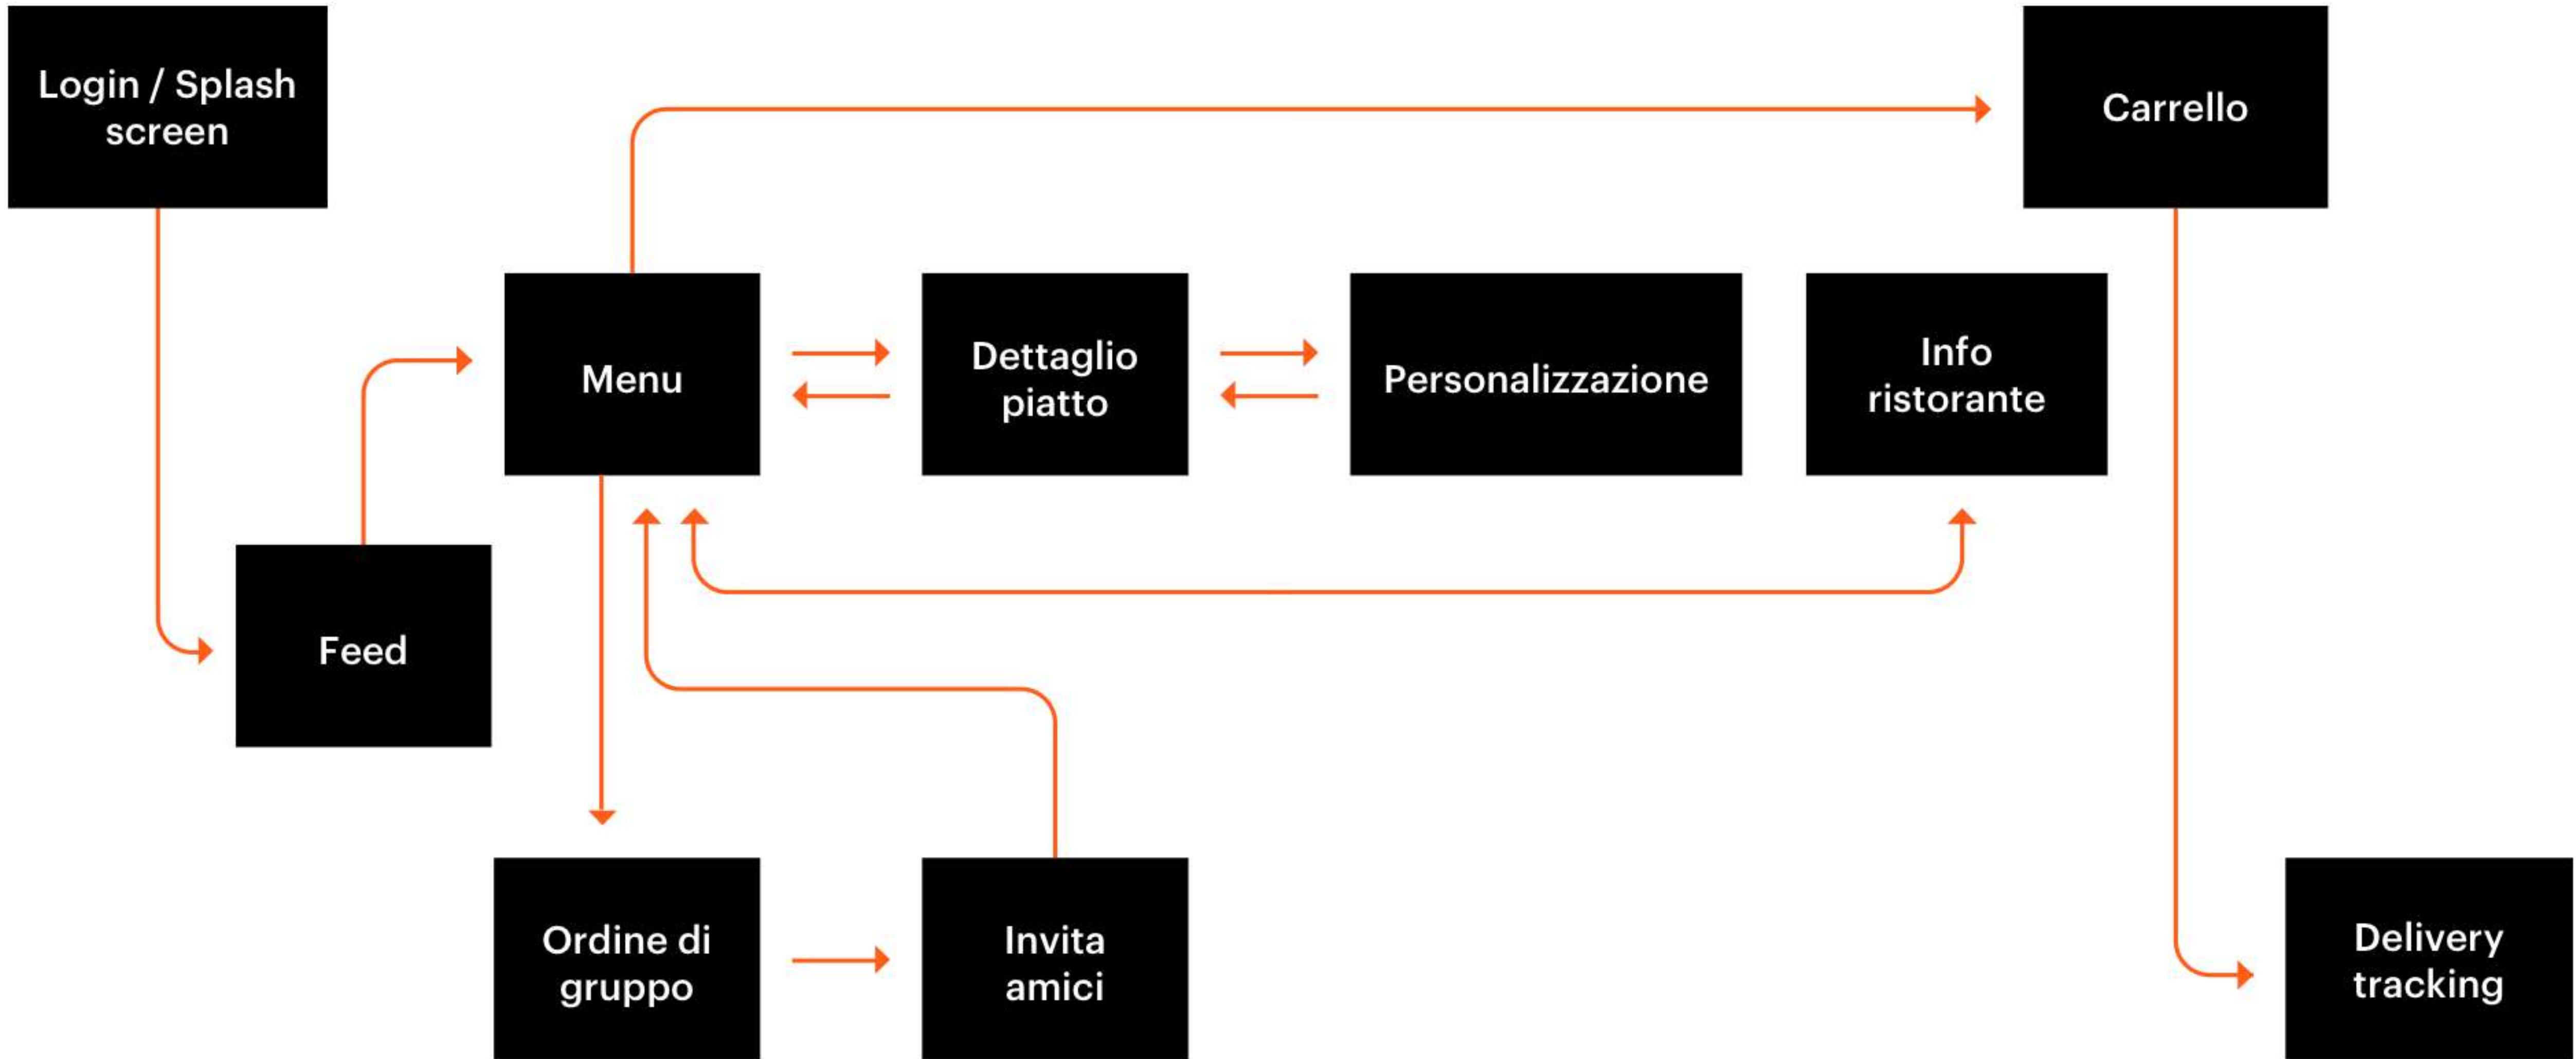 Login / Splash
screen
Carrello
Menu
Dettaglio
piatto
Personalizzazione
Info
ristorante
Feed
Ordine di
gruppo
Invita
amici
Delivery
tracking